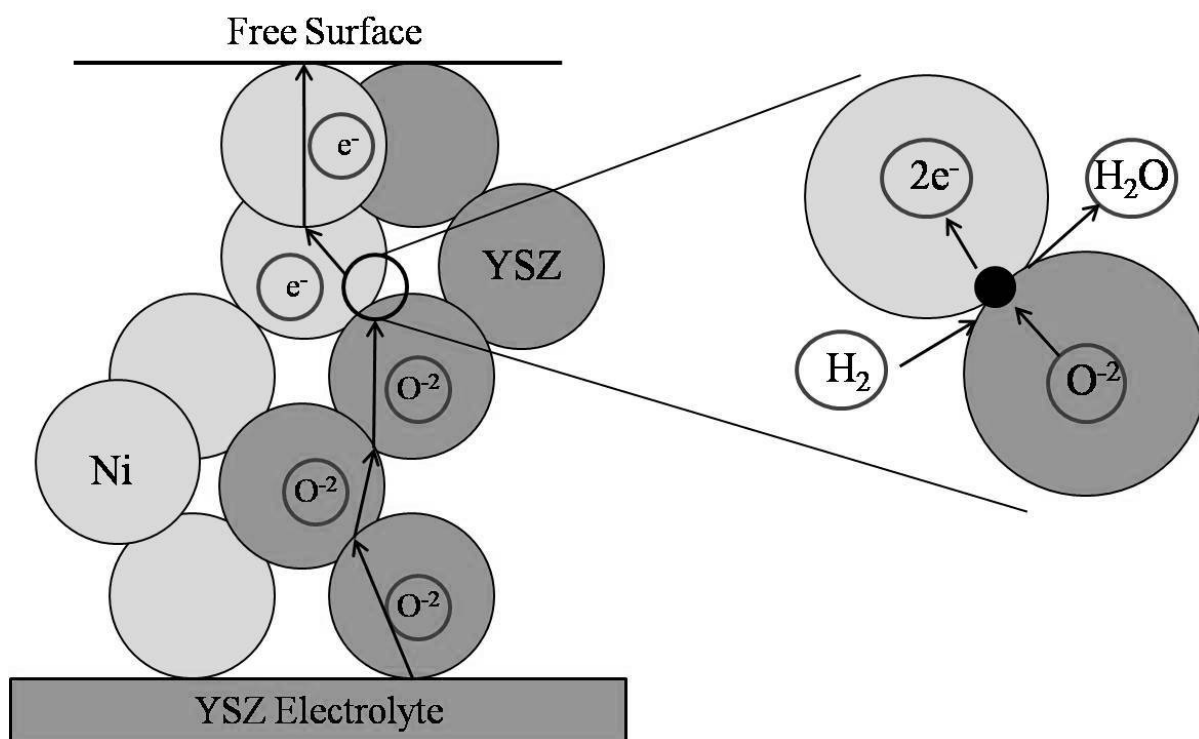 Free Surface
e⁻
e⁻
YSZ
O⁻²
Ni
O⁻²
O⁻²
YSZ Electrolyte
2e⁻
H₂O
H₂
O⁻²